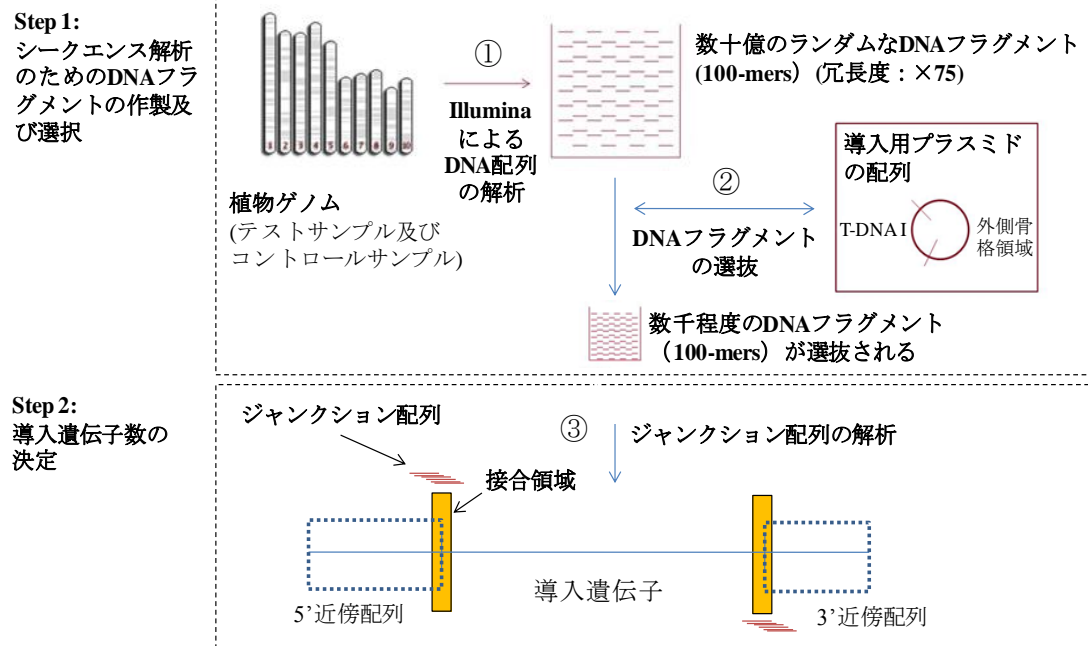 Step 1:
シークエンス解析
のためのDNAフラ
グメントの作製及
び選択
1 2 3 4 5 6 7 8 9 10
植物ゲノム
(テストサンプル及び
コントロールサンプル)
①
Illumina
による
DNA配列
の解析
数十億のランダムなDNAフラグメント
(100-mers）(冗長度：×75)
②
DNAフラグメント
の選抜
導入用プラスミド
の配列
T-DNA I
外側骨
格領域
数千程度のDNAフラグメント
（100-mers）が選抜される
Step 2:
導入遺伝子数の
決定
ジャンクション配列
③
ジャンクション配列の解析
接合領域
導入遺伝子
5’近傍配列
3’近傍配列